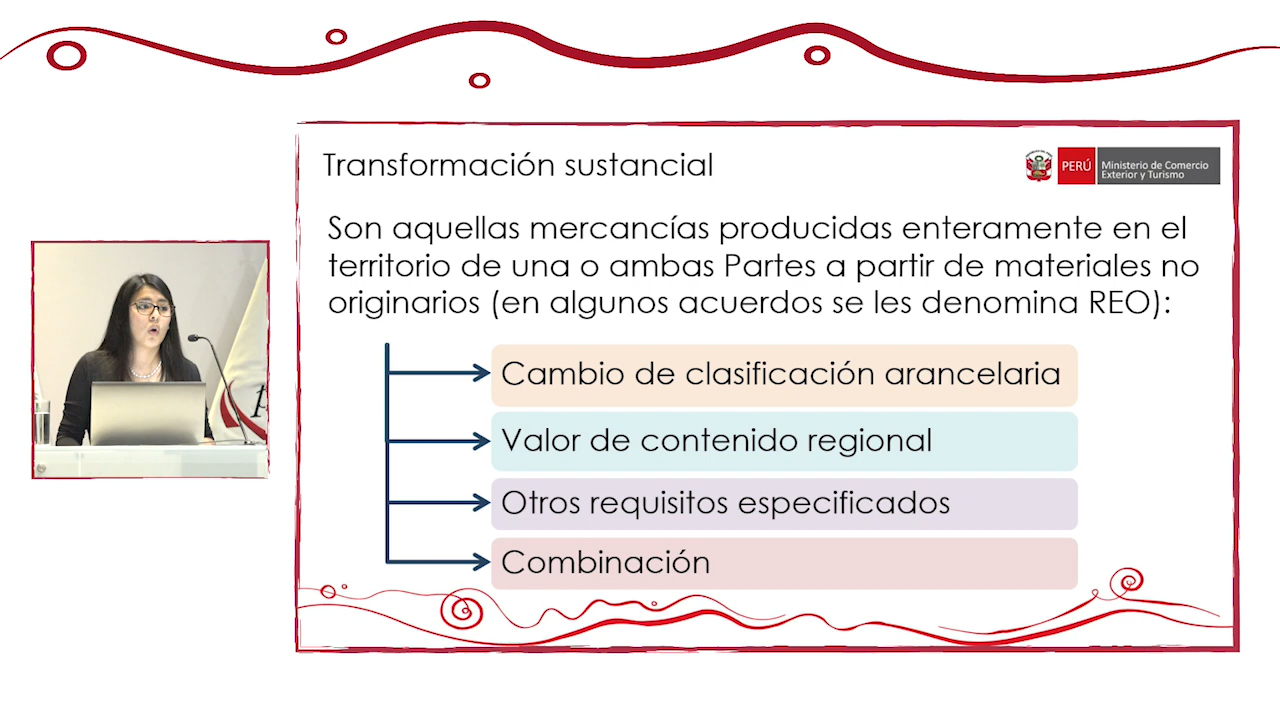 Transformación sustancial
PERÚ
Ministerio de Comercio
Exterior y Turismo
Son aquellas mercancías producidas enteramente en el
territorio de una o ambas Partes a partir de materiales no
originarios (en algunos acuerdos se les denomina REO):
Cambio de clasificación arancelaria
Valor de contenido regional
Otros requisitos especificados
Combinación